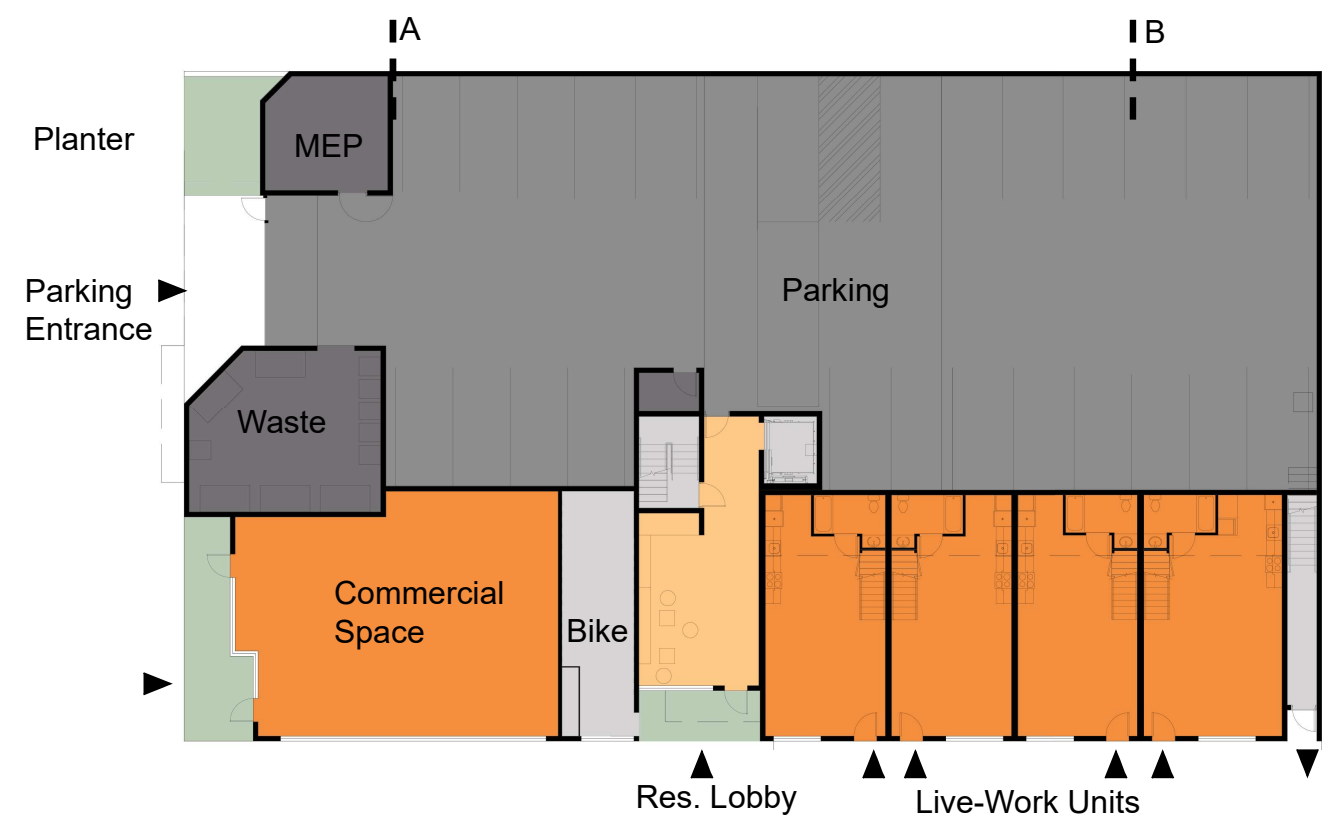 A
B
Planter
MEP
Parking
Entrance
Parking
Waste
Commercial
Space
Bike
Res. Lobby
Live-Work Units